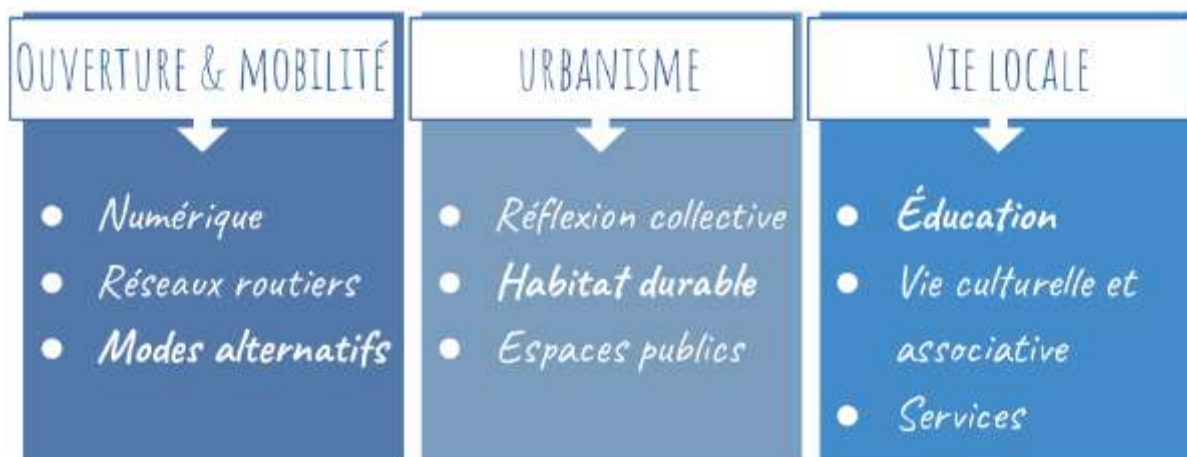 OUVERTURE & MOBILITÉ
• Numérique
• Réseaux routiers
• Modes alternatifs
URBANISME
• Réflexion collective
• Habitat durable
• Espaces publics
VIE LOCALE
• Éducation
• Vie culturelle et
associative
• Services